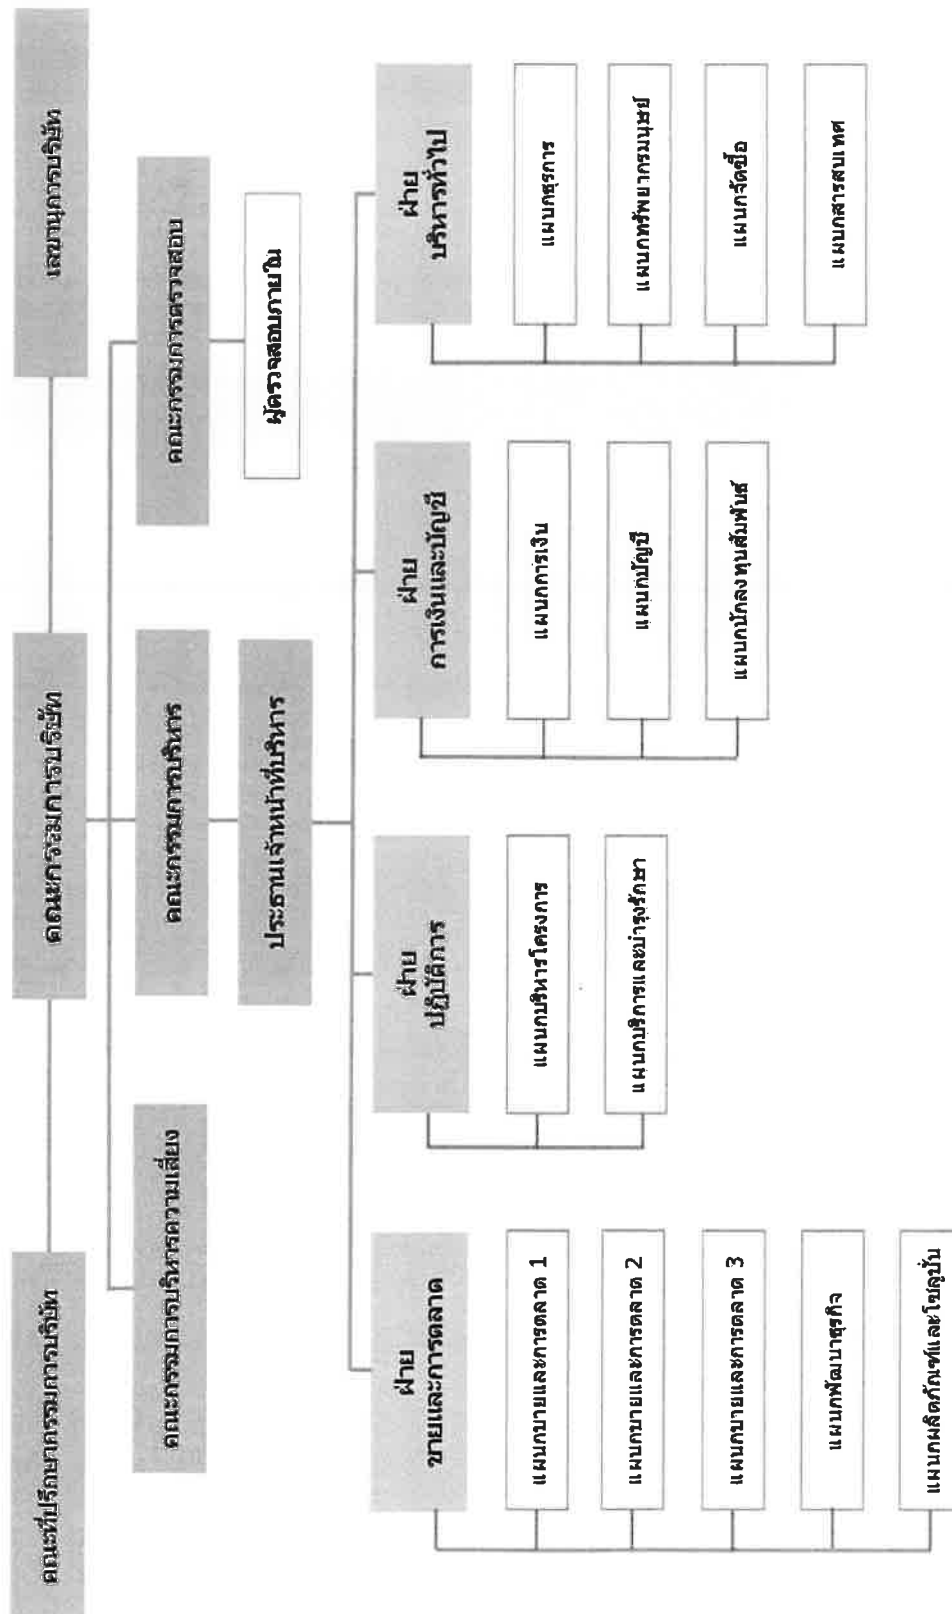 คณะที่ปรึกษากรรมการบริษัท
คณะกรรมการบริษัท
เลขานุการบริษัท
คณะกรรมการบริหารความเสี่ยง
คณะกรรมการบริหาร
คณะกรรมการตรวจสอบ
ประธานเจ้าหน้าที่บริหาร
ผู้ตรวจสอบภายใน
ฝ่าย
ขายและการตลาด
แผนกขายและการตลาด 1
แผนกขายและการตลาด 2
แผนกขายและการตลาด 3
แผนกพัฒนาธุรกิจ
แผนกผลิตภัณฑ์และโซลูชั่น
ฝ่าย
ปฏิบัติการ
แผนกบริหารโครงการ
แผนกบริการและบำรุงรักษา
ฝ่าย
การเงินและบัญชี
แผนกการเงิน
แผนกบัญชี
แผนกนักลงทุนสัมพันธ์
ฝ่าย
บริหารทั่วไป
แผนกธุรการ
แผนกทรัพยากรมนุษย์
แผนกจัดซื้อ
แผนกสารสนเทศ